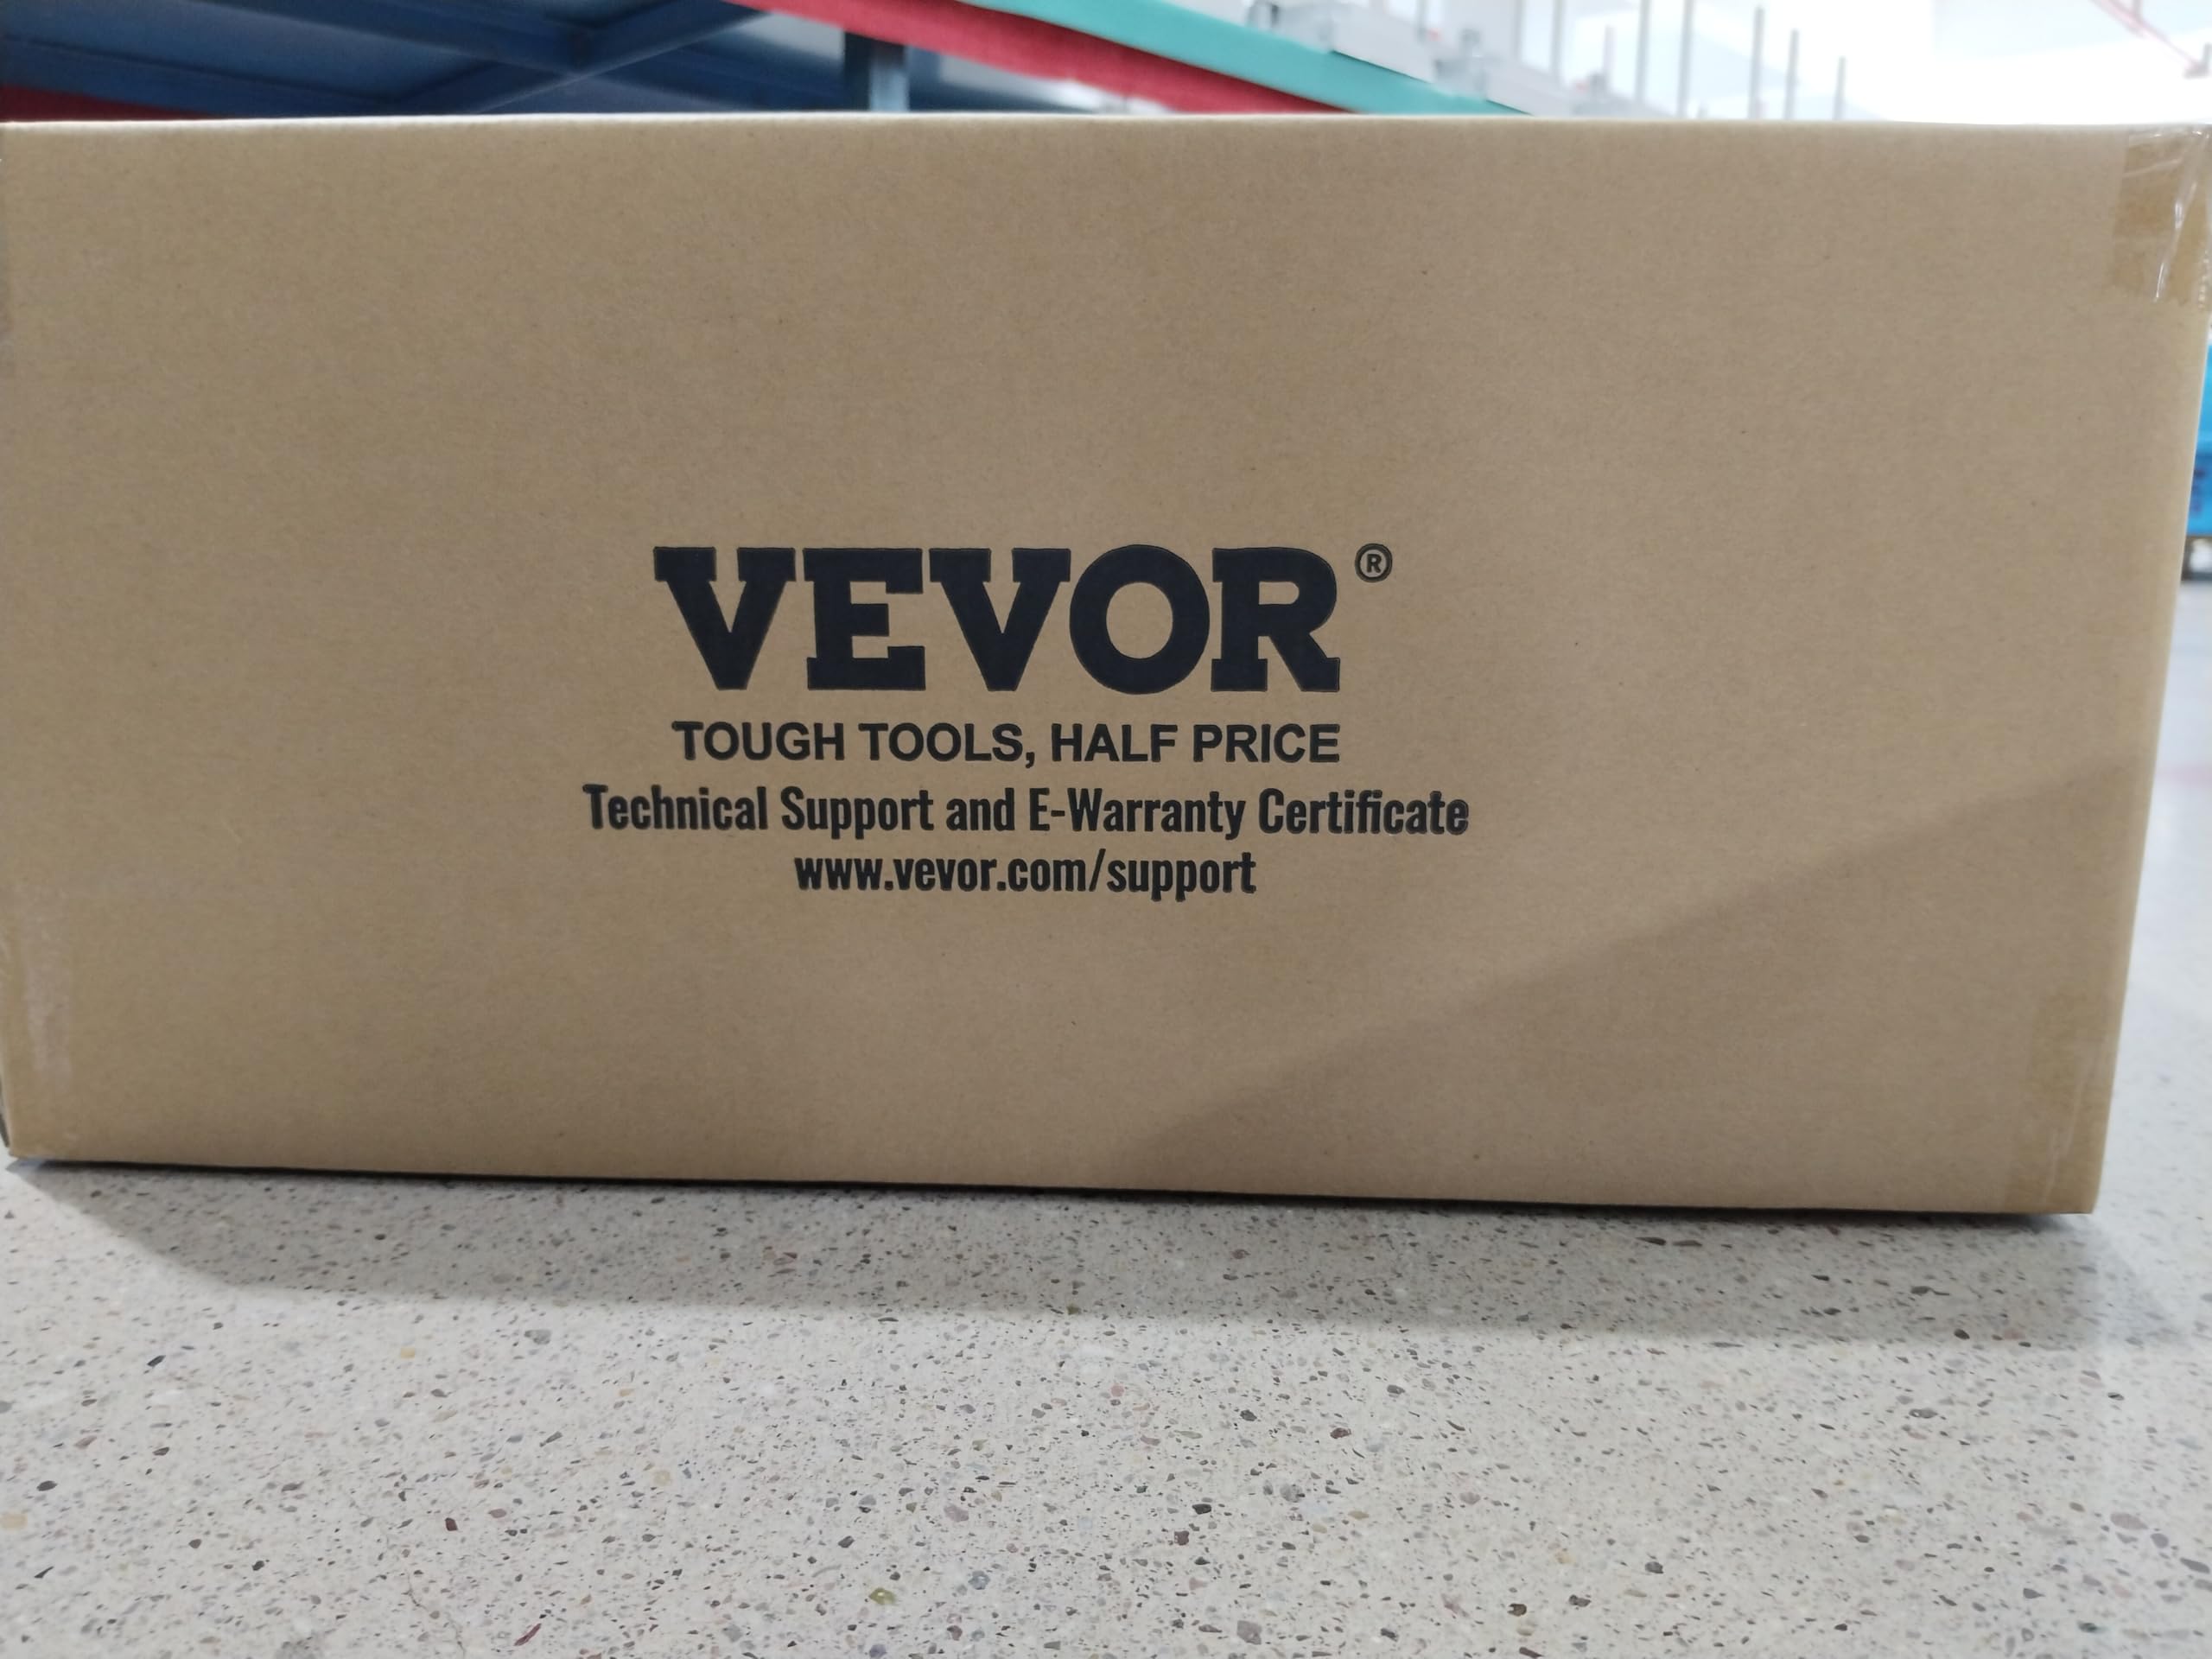 VEVOR®
TOUGH TOOLS, HALF PRICE
Technical Support and E-Warranty Certificate
www.vevor.com/support